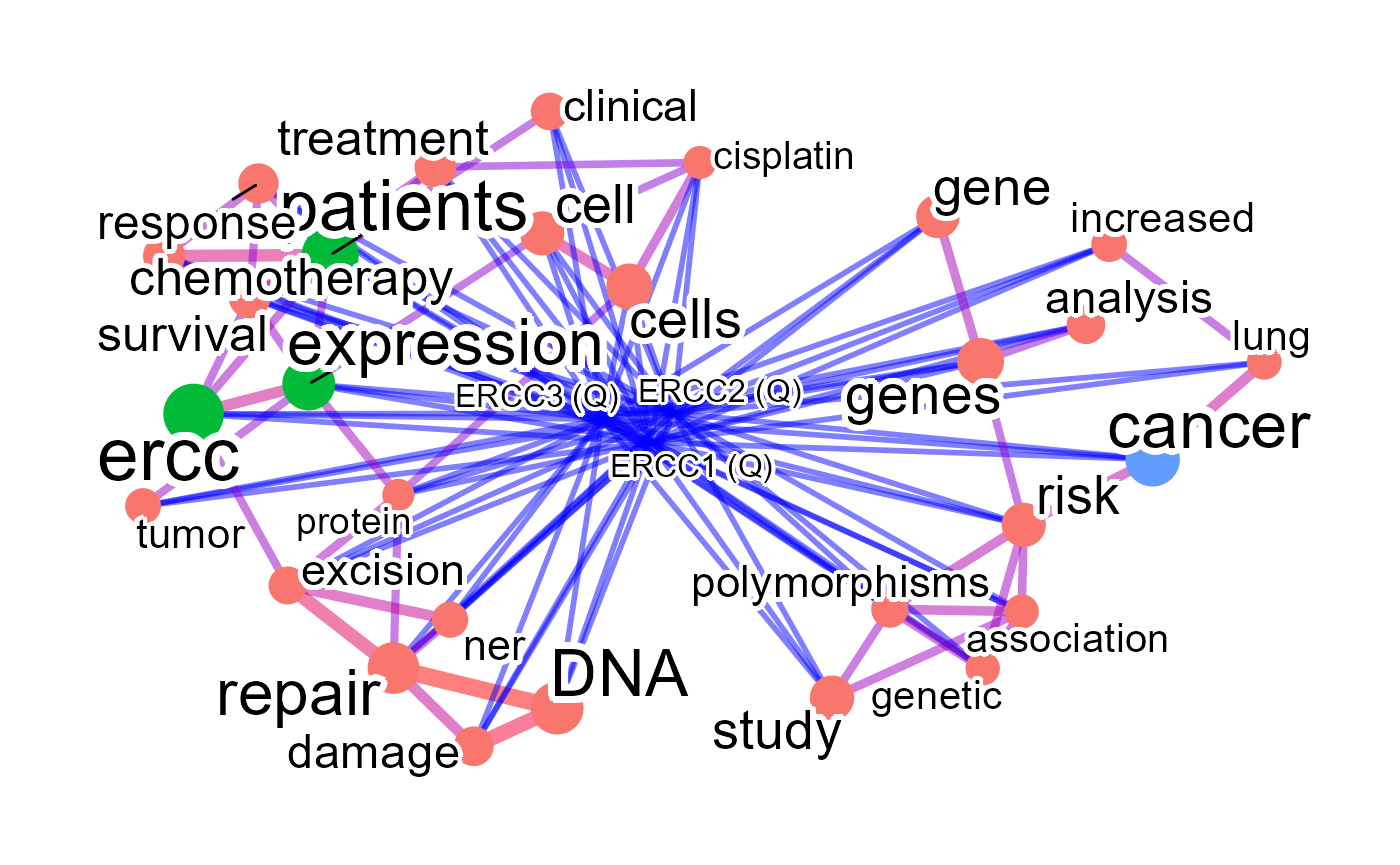 clinical
treatment
cisplatin
gene
patients
cell
response
increased
chemotherapy
analysis
survival
cells
lung
expression
ERCC3 (Q)
ERCC2 (Q)
genes
cancer
ercc
ERCC1 (Q)
risk
tumor
protein
excision
polymorphisms
ner
association
DNA
repair
genetic
study
damage